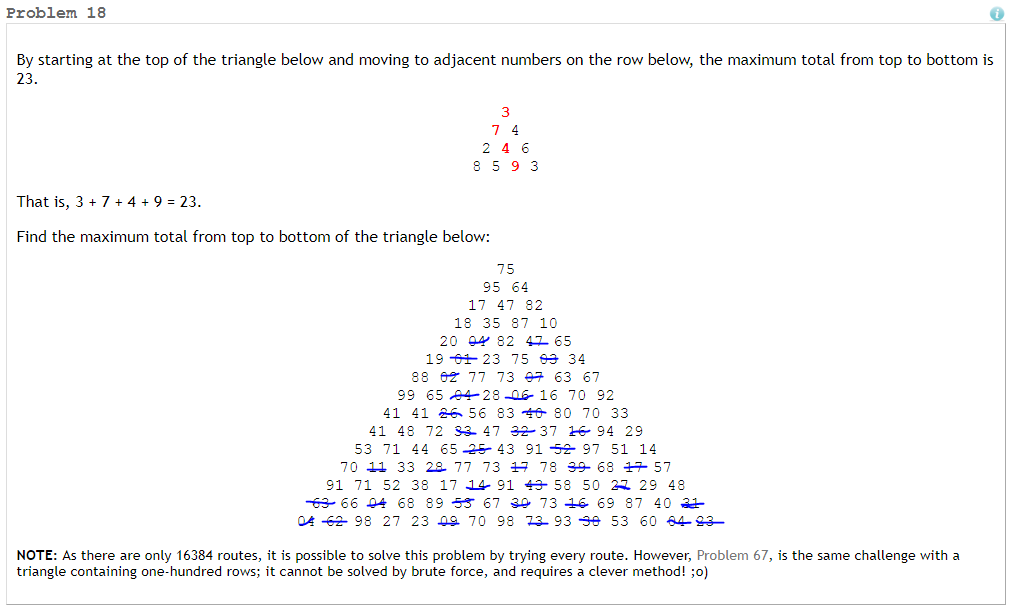 Problem 18
i
By starting at the top of the triangle below and moving to adjacent numbers on the row below, the maximum total from top to bottom is
23.
3
7 4
2 4 6
8 5 9 3
That is, 3 + 7 + 4 + 9 = 23.
Find the maximum total from top to bottom of the triangle below:
75
95 64
17 47 82
18 35 87 10
20 04 82 47 65
19 01 23 75 03 34
88 02 77 73 07 63 67
99 65 04 28 06 16 70 92
41 41 26 56 83 40 80 70 33
41 48 72 33 47 32 37 16 94 29
53 71 44 65 25 43 91 52 97 51 14
70 11 33 28 77 73 17 78 39 68 17 57
91 71 52 38 17 14 91 43 58 50 27 29 48
63 66 04 68 89 53 67 30 73 16 69 87 40 31
04 62 98 27 23 09 70 98 73 93 38 53 60 04 23
NOTE: As there are only 16384 routes, it is possible to solve this problem by trying every route. However, Problem 67, is the same challenge with a
triangle containing one-hundred rows; it cannot be solved by brute force, and requires a clever method! ;o)